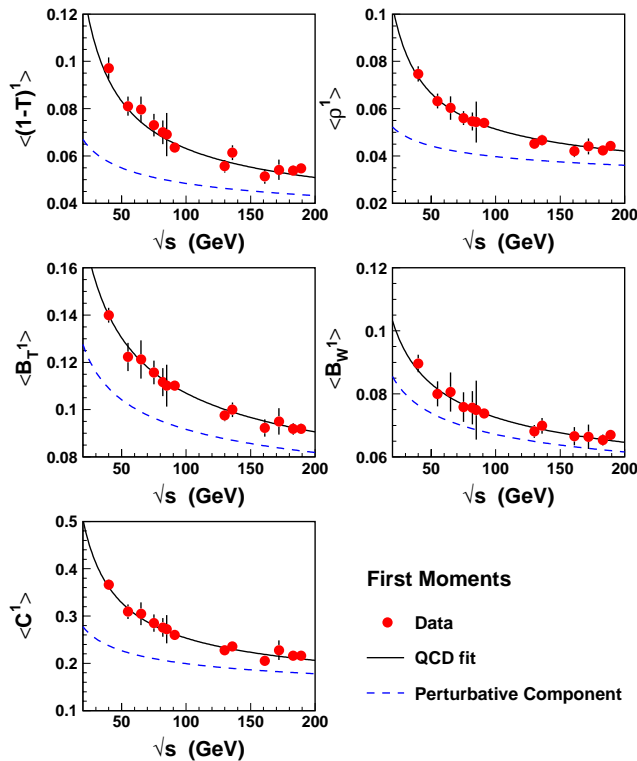 <(1-T)¹>
0.12
0.1
0.08
0.06
0.04
50 100 150 200
√s (GeV)
<ρ¹>
0.1
0.08
0.06
0.04
0.02
50 100 150 200
√s (GeV)
<B_T¹>
0.16
0.14
0.12
0.1
0.08
50 100 150 200
√s (GeV)
<B_W¹>
0.12
0.1
0.08
0.06
50 100 150 200
√s (GeV)
<C¹>
0.5
0.4
0.3
0.2
0.1
50 100 150 200
√s (GeV)
First Moments
Data
QCD fit
Perturbative Component